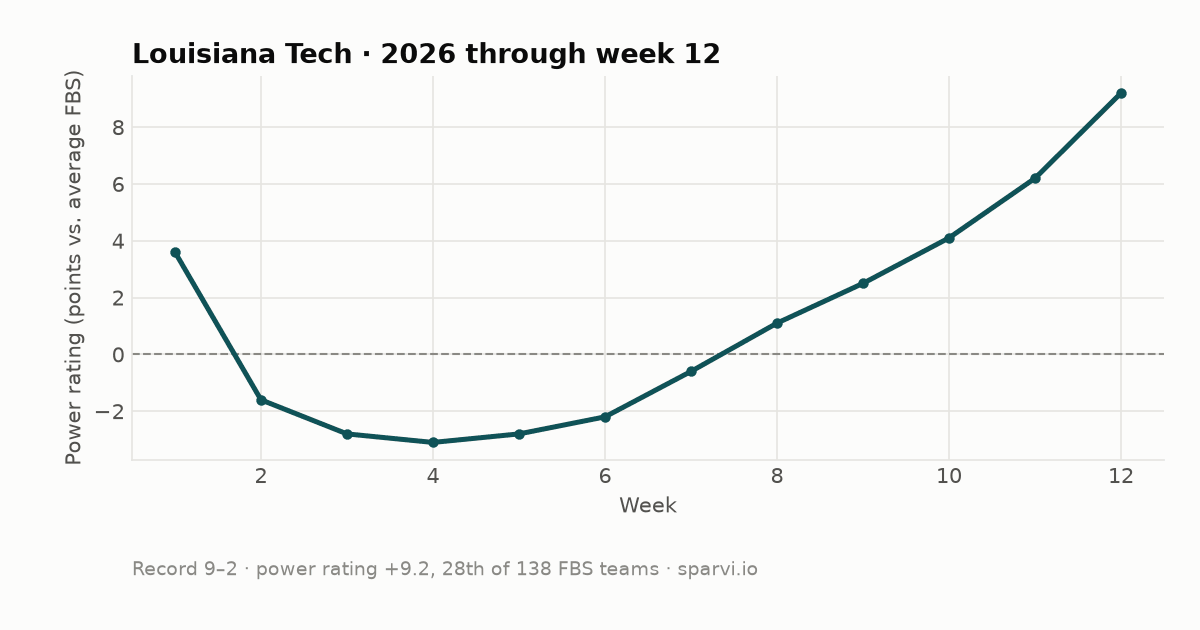 Louisiana Tech · 2026 through week 12
Power rating (points vs. average FBS)
8
6
4
2
0
−2
2 4 6 8 10 12
Week
Record 9–2 · power rating +9.2, 28th of 138 FBS teams · sparvi.io